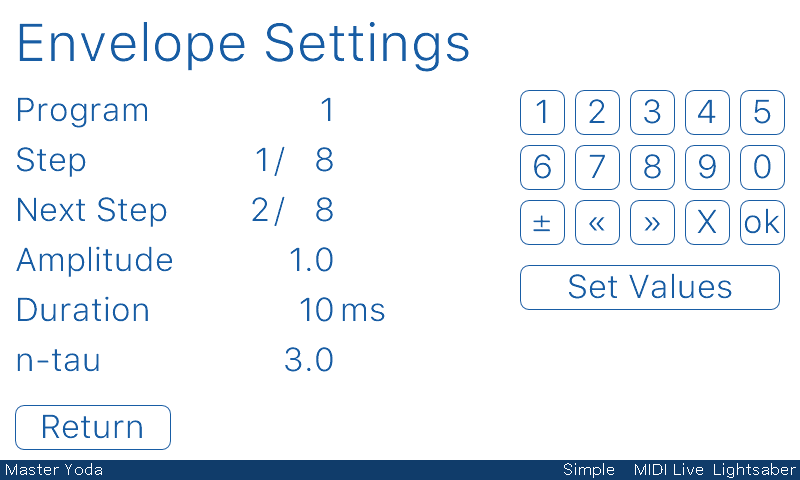 Envelope Settings
Program 1
Step 1/ 8
Next Step 2/ 8
Amplitude 1.0
Duration 10 ms
n-tau 3.0
1 2 3 4 5
6 7 8 9 0
± « » X ok
Set Values
Return
Master Yoda Simple MIDI Live Lightsaber